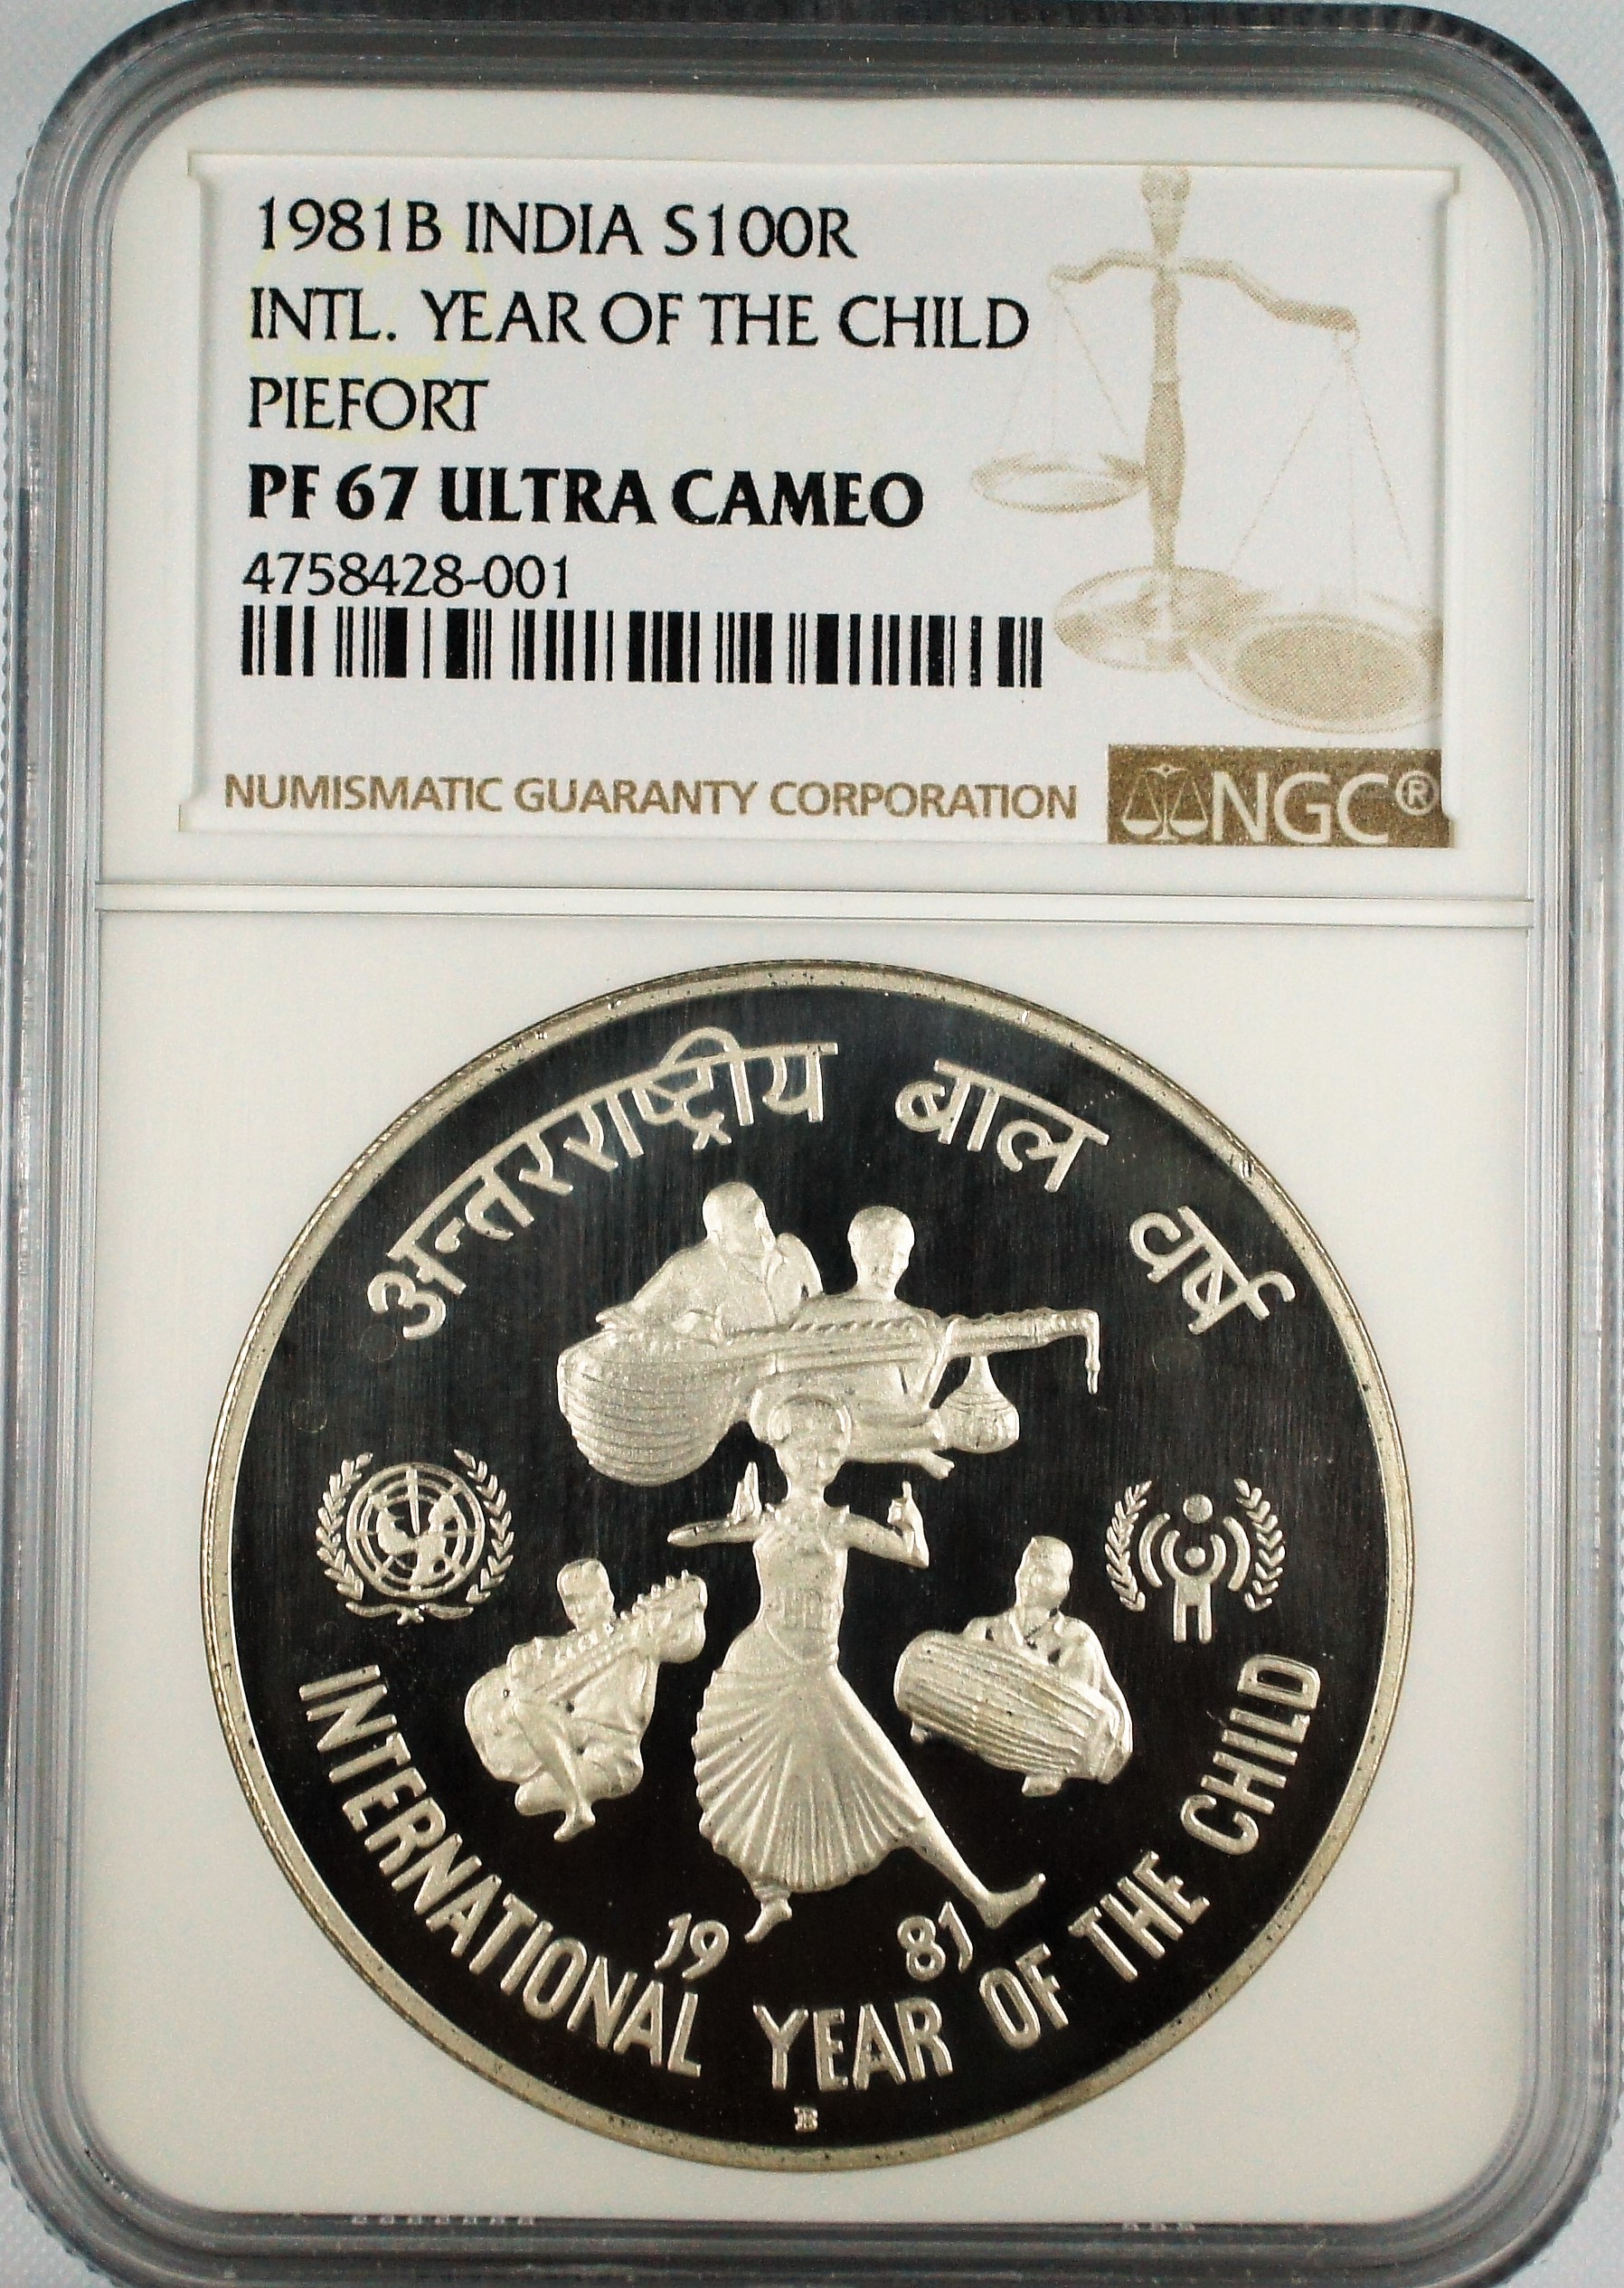 1981B INDIA S100R
INTL. YEAR OF THE CHILD
PIEFORT
PF 67 ULTRA CAMEO
4758428-001
NUMISMATIC GUARANTY CORPORATION
NGC®
अन्तरराष्ट्रीय बाल वर्ष
19 81
INTERNATIONAL YEAR OF THE CHILD
B